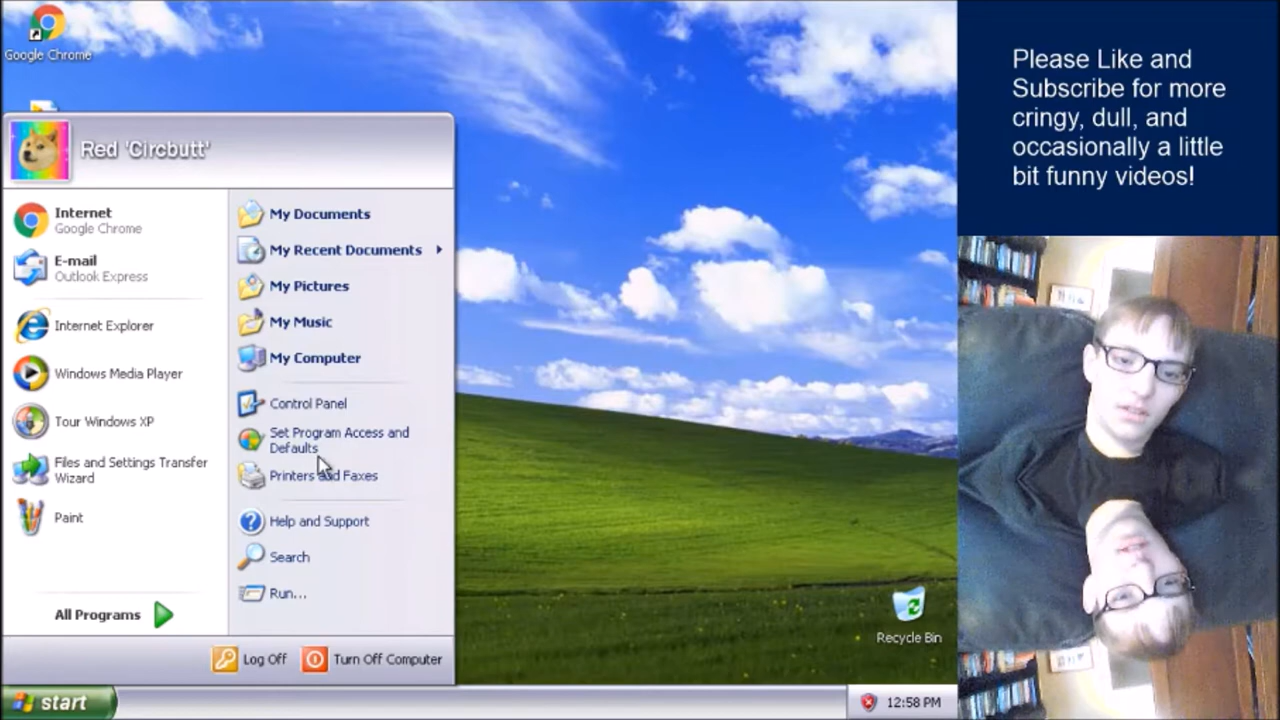 Google Chrome
Red 'Circbutt'
Internet
Google Chrome
E-mail
Outlook Express
Internet Explorer
Windows Media Player
Tour Windows XP
Files and Settings Transfer
Wizard
Paint
All Programs
My Documents
My Recent Documents
My Pictures
My Music
My Computer
Control Panel
Set Program Access and
Defaults
Printers and Faxes
Help and Support
Search
Run...
Log Off
Turn Off Computer
start
Recycle Bin
12:58 PM
Please Like and
Subscribe for more
cringy, dull, and
occasionally a little
bit funny videos!